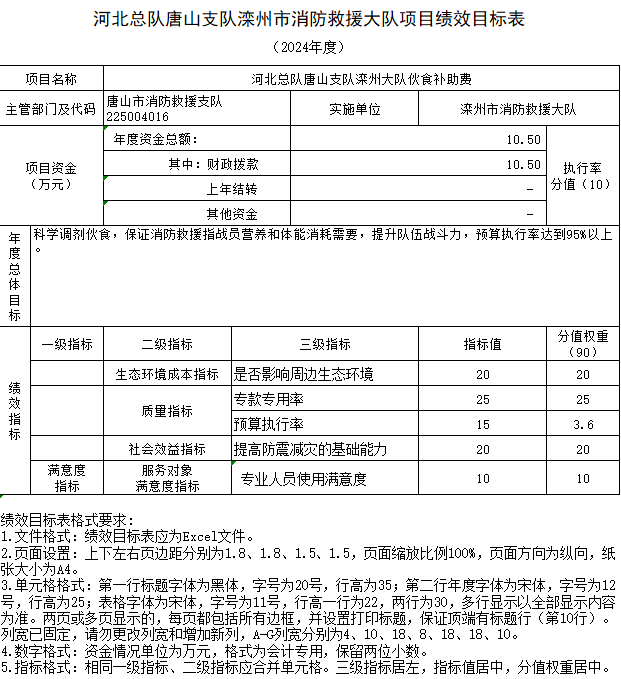 河北总队唐山支队滦州市消防救援大队项目绩效目标表
（2024年度）
项目名称 河北总队唐山支队滦州大队伙食补助费
主管部门及代码 唐山市消防救援支队 225004016 实施单位 滦州市消防救援大队
项目资金（万元） 年度资金总额： 10.50 执行率分值（10）
其中：财政拨款 10.50
上年结转 -
其他资金 -
年度总体目标 科学调剂伙食，保证消防救援指战员营养和体能消耗需要，提升队伍战斗力，预算执行率达到95%以上
。
绩效指标 一级指标 二级指标 三级指标 指标值 分值权重（90）
生态环境成本指标 是否影响周边生态环境 20 20
质量指标 专款专用率 25 25
预算执行率 15 3.6
社会效益指标 提高防震减灾的基础能力 20 20
满意度指标 服务对象满意度指标 专业人员使用满意度 10 10
绩效目标表格式要求：
1.文件格式：绩效目标表应为Excel文件。
2.页面设置：上下左右页边距分别为1.8、1.8、1.5、1.5，页面缩放比例100%，页面方向为纵向，纸
张大小为A4。
3.单元格格式：第一行标题字体为黑体，字号为20号，行高为35；第二行年度字体为宋体，字号为12
号，行高为25；表格字体为宋体，字号为11号，行高一行为22，两行为30，多行显示以全部显示内容
为准。两页或多页显示的，每页都包括所有边框，并设置打印标题，保证顶端有标题行（第10行）。
列宽已固定，请勿更改列宽和增加新列，A-G列宽分别为4、10、18、8、18、18、10。
4.数字格式：资金情况单位为万元，格式为会计专用，保留两位小数。
5.指标格式：相同一级指标、二级指标应合并单元格。三级指标居左，指标值居中，分值权重居中。